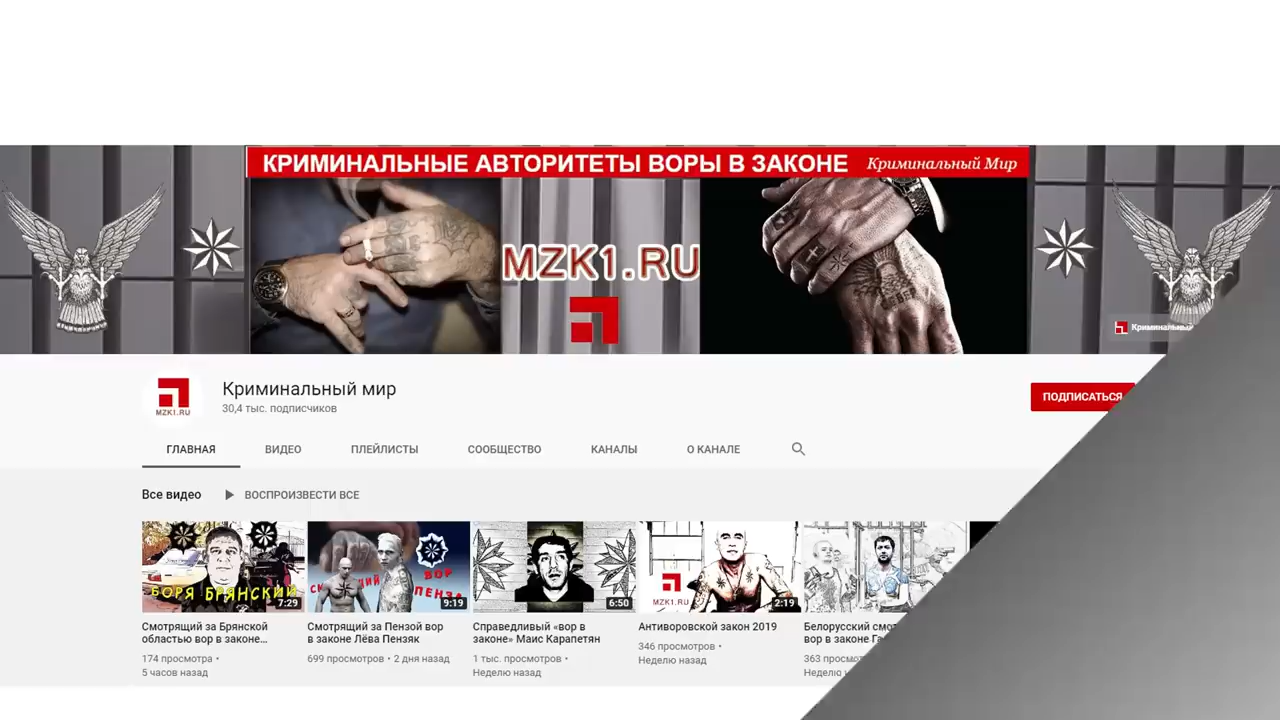 КРИМИНАЛЬНЫЕ АВТОРИТЕТЫ ВОРЫ В ЗАКОНЕ Криминальный Мир
MZK1.RU
Криминальный
MZK1.RU
Криминальный мир
30,4 тыс. подписчиков
ПОДПИСАТЬСЯ
ГЛАВНАЯ ВИДЕО ПЛЕЙЛИСТЫ СООБЩЕСТВО КАНАЛЫ О КАНАЛЕ
Все видео ВОСПРОИЗВЕСТИ ВСЕ
БОРЯ БРЯНСКИЙ
7:29
ВОР
9:19
6:50
MZK1.RU
2:19
Смотрящий за Брянской
областью вор в законе...
174 просмотра •
5 часов назад
Смотрящий за Пензой вор
в законе Лёва Пензяк
699 просмотров • 2 дня назад
Справедливый «вор в
законе» Маис Карапетян
1 тыс. просмотров •
Неделю назад
Антиворовской закон 2019
346 просмотров •
Неделю назад
Белорусский
вор в законе
363
Неделю